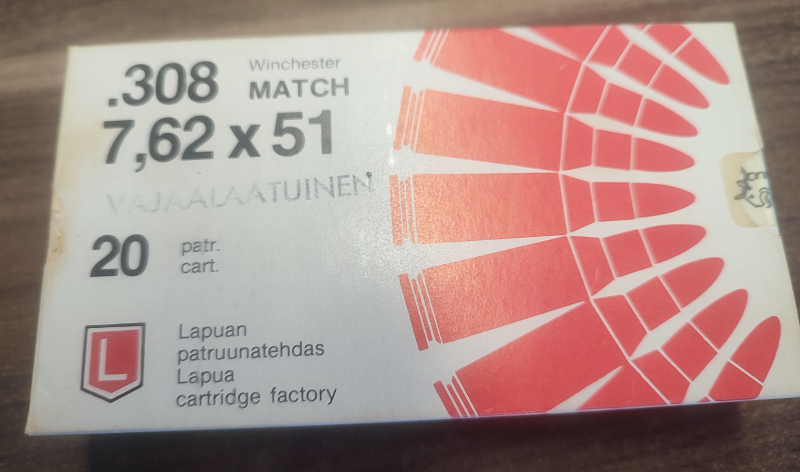 .308 Winchester MATCH
7,62 x 51
VAJAALAATUINEN
20 patr. cart.
L
Lapuan
patruunatehdas
Lapua
cartridge factory